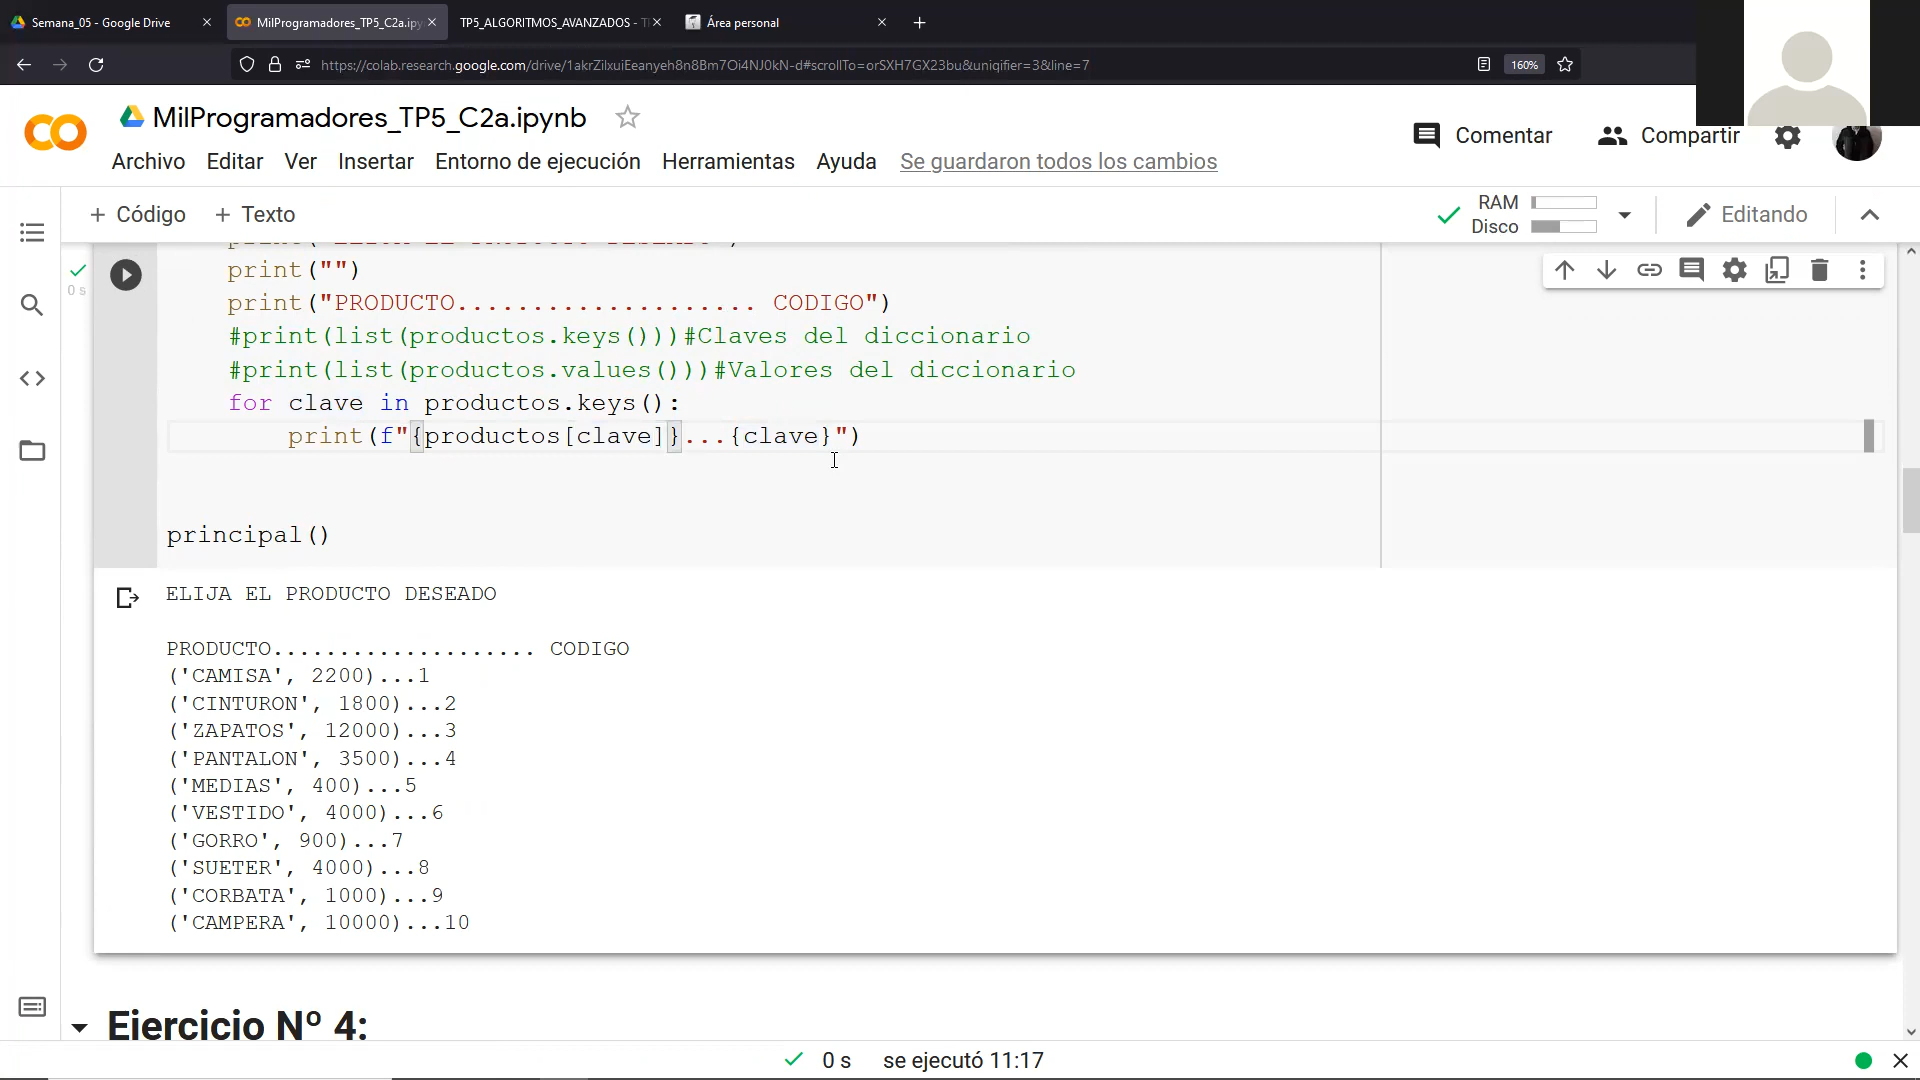 Semana_05 - Google Drive
MilProgramadores_TP5_C2a.ipy
TP5_ALGORITMOS_AVANZADOS - T
Área personal
https://colab.research.google.com/drive/1akrZilxuiEeanyeh8n8Bm7Oi4NJ0kN-d#scrollTo=orSXH7GX23bu&uniqifier=3&line=7
160%
MilProgramadores_TP5_C2a.ipynb
Comentar
Compartir
Archivo Editar Ver Insertar Entorno de ejecución Herramientas Ayuda Se guardaron todos los cambios
+ Código + Texto
RAM
Disco
Editando
0 s
print("")
print("PRODUCTO.................... CODIGO")
#print(list(productos.keys()))#Claves del diccionario
#print(list(productos.values()))#Valores del diccionario
for clave in productos.keys():
print(f"{productos[clave]}...{clave}")
principal()
ELIJA EL PRODUCTO DESEADO
PRODUCTO.................... CODIGO
('CAMISA', 2200)...1
('CINTURON', 1800)...2
('ZAPATOS', 12000)...3
('PANTALON', 3500)...4
('MEDIAS', 400)...5
('VESTIDO', 4000)...6
('GORRO', 900)...7
('SUETER', 4000)...8
('CORBATA', 1000)...9
('CAMPERA', 10000)...10
Ejercicio Nº 4:
0 s se ejecutó 11:17